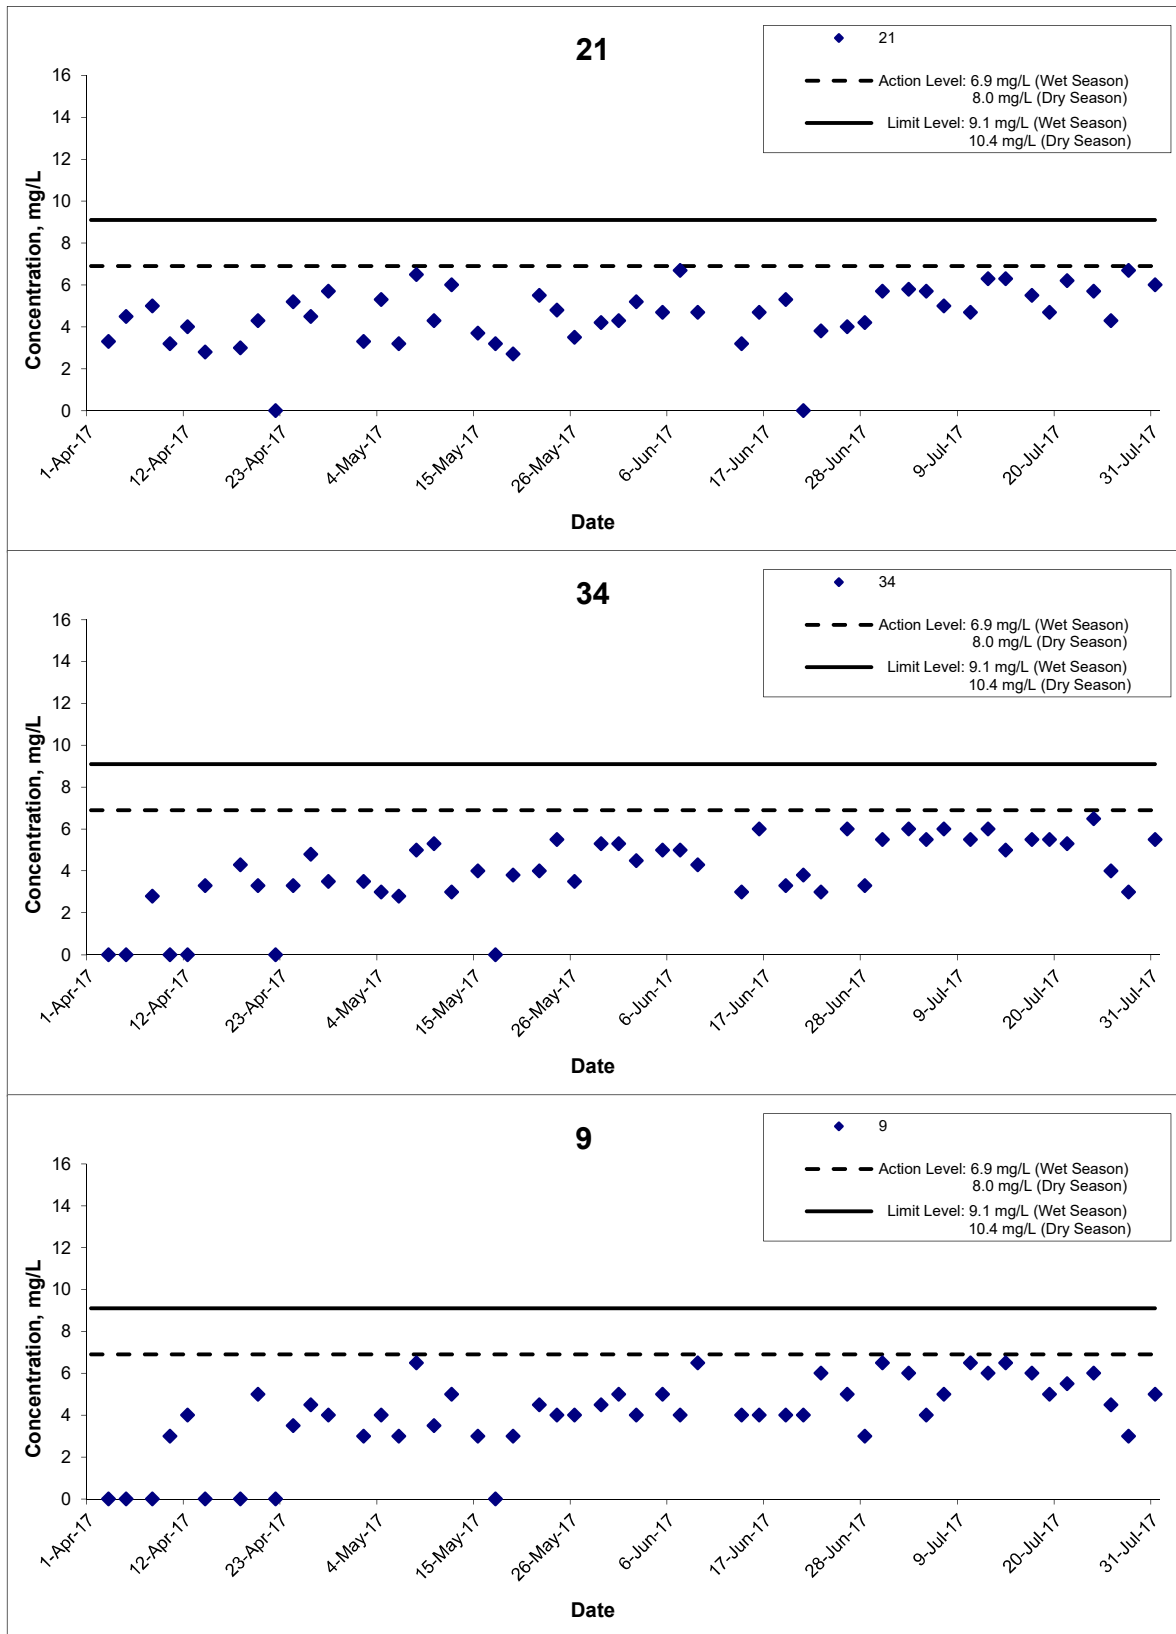 21
21
Action Level: 6.9 mg/L (Wet Season)
8.0 mg/L (Dry Season)
Limit Level: 9.1 mg/L (Wet Season)
10.4 mg/L (Dry Season)
Concentration, mg/L
16
14
12
10
8
6
4
2
0
1-Apr-17
12-Apr-17
23-Apr-17
4-May-17
15-May-17
26-May-17
6-Jun-17
17-Jun-17
28-Jun-17
9-Jul-17
20-Jul-17
31-Jul-17
Date
34
34
Action Level: 6.9 mg/L (Wet Season)
8.0 mg/L (Dry Season)
Limit Level: 9.1 mg/L (Wet Season)
10.4 mg/L (Dry Season)
Concentration, mg/L
16
14
12
10
8
6
4
2
0
1-Apr-17
12-Apr-17
23-Apr-17
4-May-17
15-May-17
26-May-17
6-Jun-17
17-Jun-17
28-Jun-17
9-Jul-17
20-Jul-17
31-Jul-17
Date
9
9
Action Level: 6.9 mg/L (Wet Season)
8.0 mg/L (Dry Season)
Limit Level: 9.1 mg/L (Wet Season)
10.4 mg/L (Dry Season)
Concentration, mg/L
16
14
12
10
8
6
4
2
0
1-Apr-17
12-Apr-17
23-Apr-17
4-May-17
15-May-17
26-May-17
6-Jun-17
17-Jun-17
28-Jun-17
9-Jul-17
20-Jul-17
31-Jul-17
Date